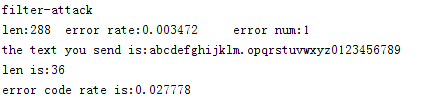 filter-attack
len:288  error rate:0.003472    error num:1
the text you send is:abcdefghijklm.opqrstuvwxyz0123456789
len is:36
error code rate is:0.027778